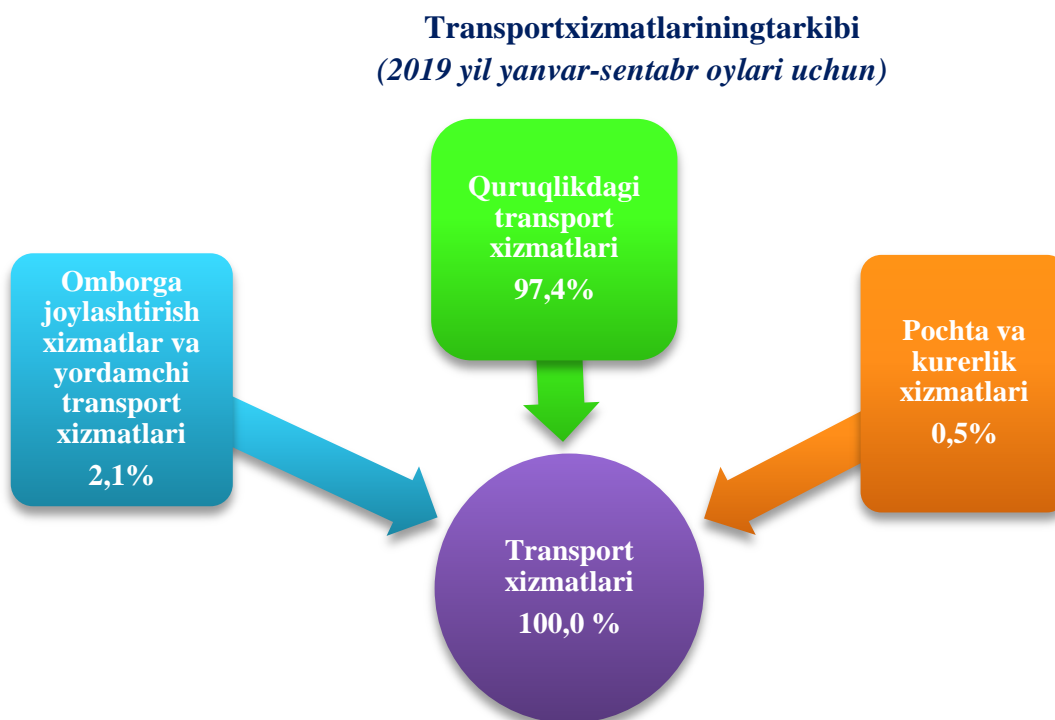 Transportxizmatlariningtarkibi
(2019 yil yanvar-sentabr oylari uchun)
Quruqlikdagi
transport
xizmatlari
97,4%
Omborga
joylashtirish
xizmatlar va
yordamchi
transport
xizmatlari
2,1%
Pochta va
kurerlik
xizmatlari
0,5%
Transport
xizmatlari
100,0 %